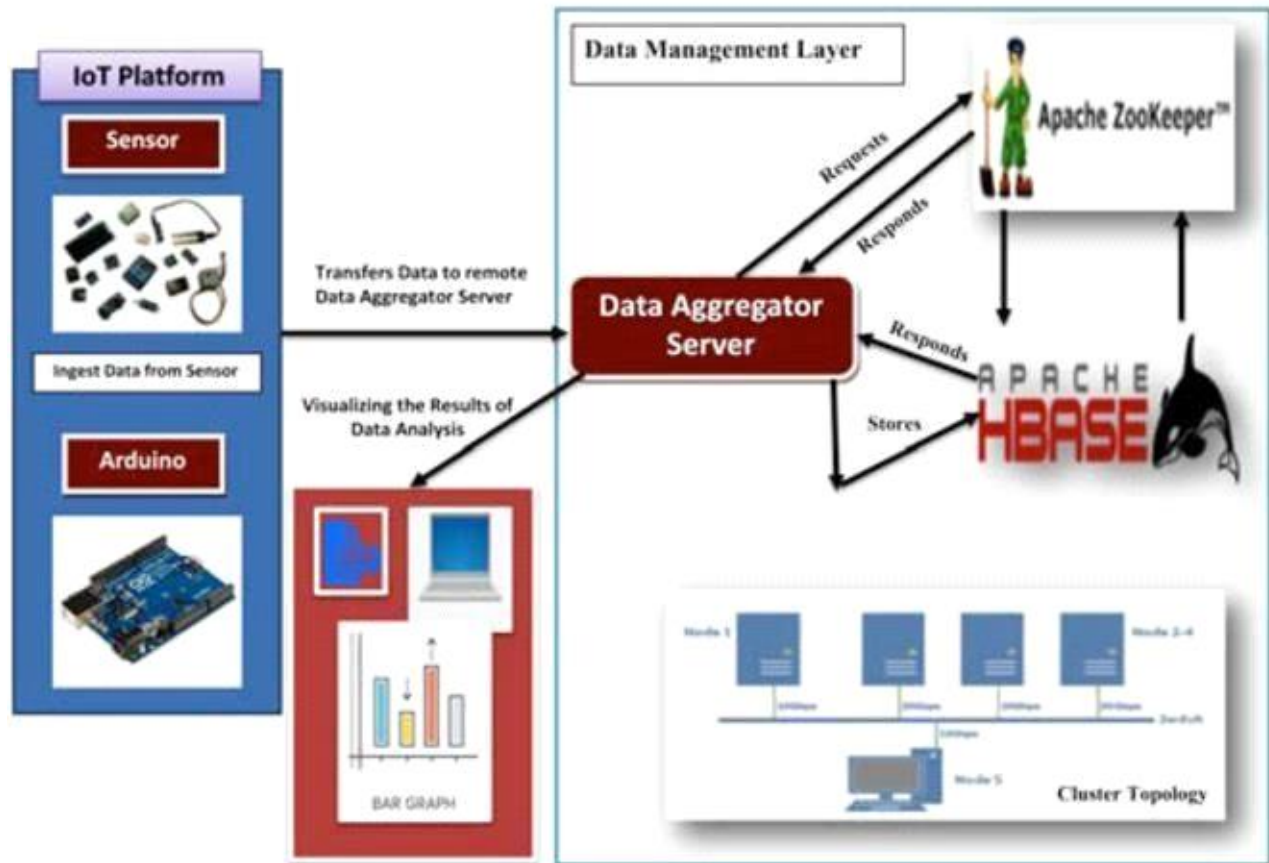 IoT Platform
Sensor
Ingest Data from Sensor
Arduino
Transfers Data to remote
Data Aggregator Server
Visualizing the Results of
Data Analysis
BAR GRAPH
Data Management Layer
Requests
Responds
Apache ZooKeeper™
Data Aggregator
Server
Responds
Stores
APACHE
HBASE
Node 1
Node 2-4
Node 5
Cluster Topology